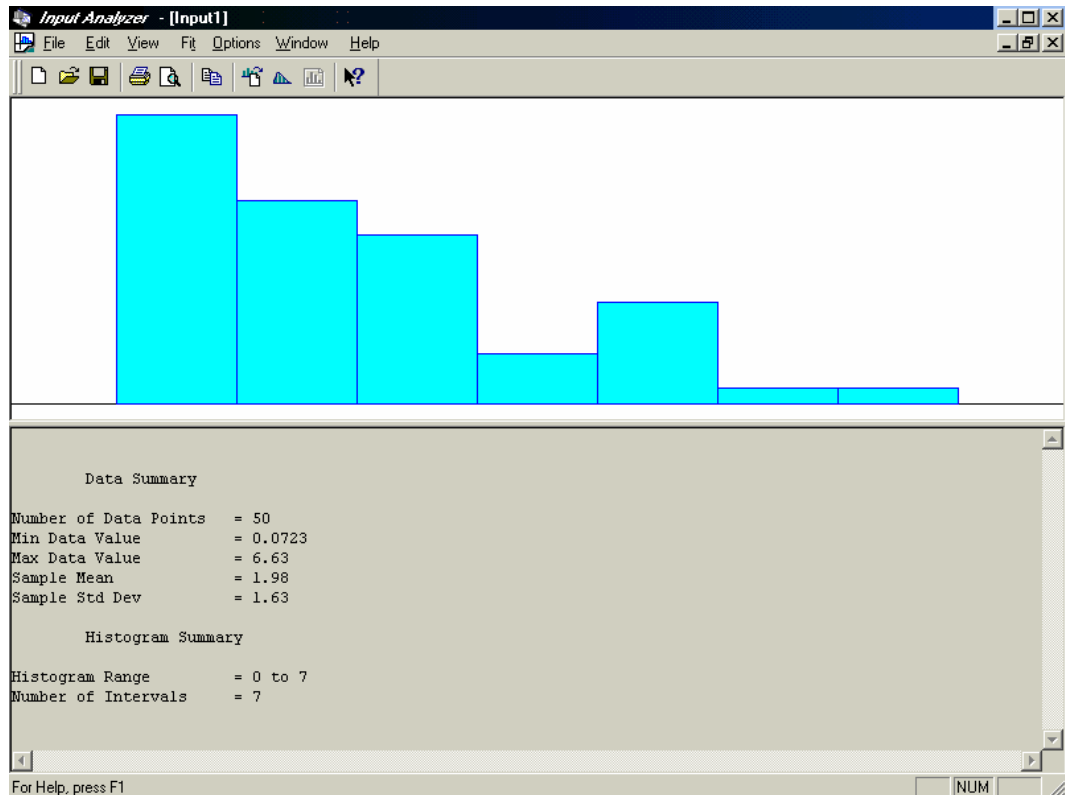 Input Analyzer - [Input1]
File Edit View Fit Options Window Help
Data Summary
Number of Data Points = 50
Min Data Value = 0.0723
Max Data Value = 6.63
Sample Mean = 1.98
Sample Std Dev = 1.63
Histogram Summary
Histogram Range = 0 to 7
Number of Intervals = 7
For Help, press F1 NUM